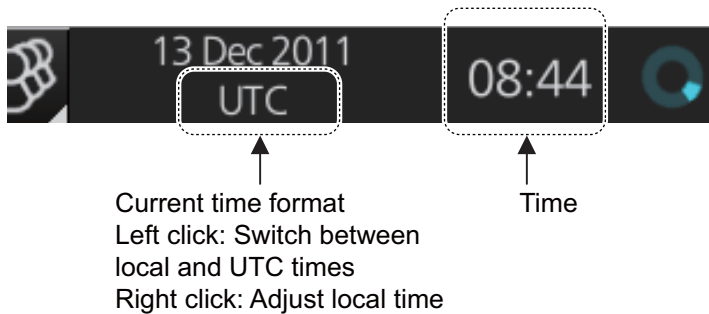 13 Dec 2011
UTC
08:44
Current time format
Left click: Switch between
local and UTC times
Right click: Adjust local time
Time